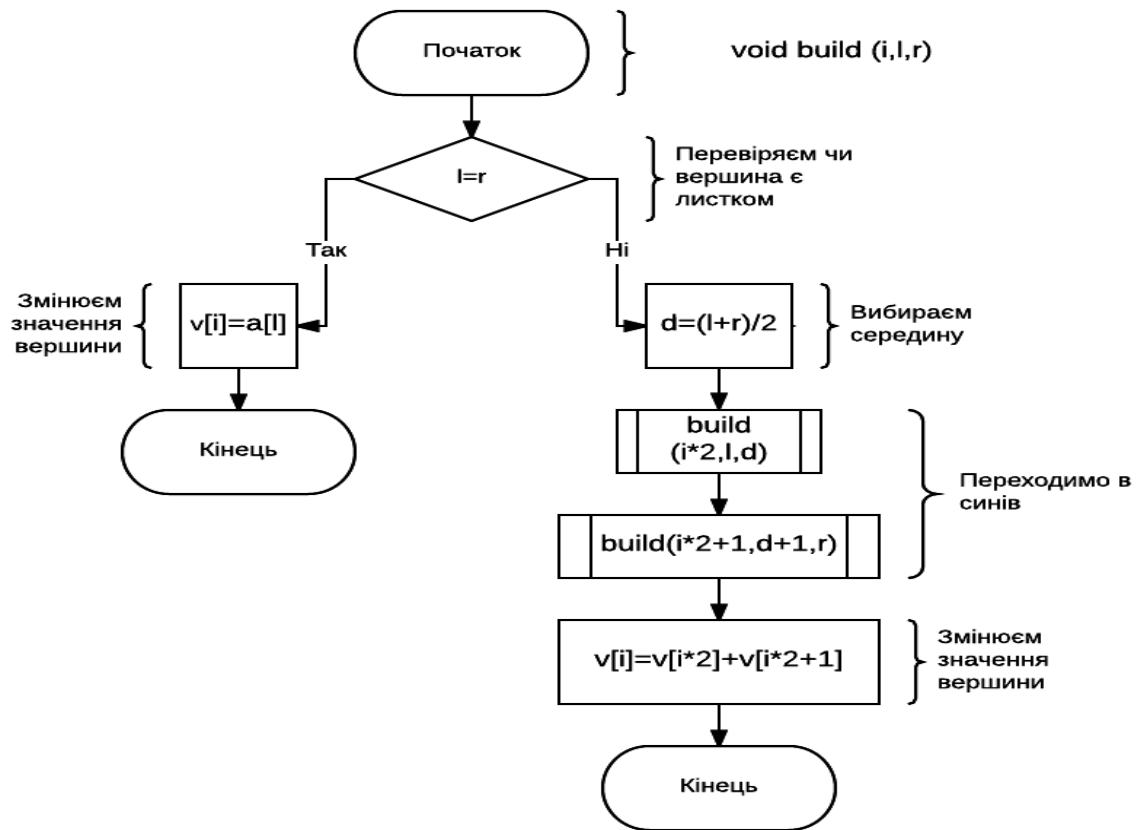 Початок
void build (i,l,r)
l=r
Перевіряєм чи
вершина є
листком
Так
Ні
Змінюєм
значення
вершини
v[i]=a[l]
d=(l+r)/2
Вибираєм
середину
Кінець
build
(i*2,l,d)
Переходимо в
синів
build(i*2+1,d+1,r)
v[i]=v[i*2]+v[i*2+1]
Змінюєм
значення
вершини
Кінець